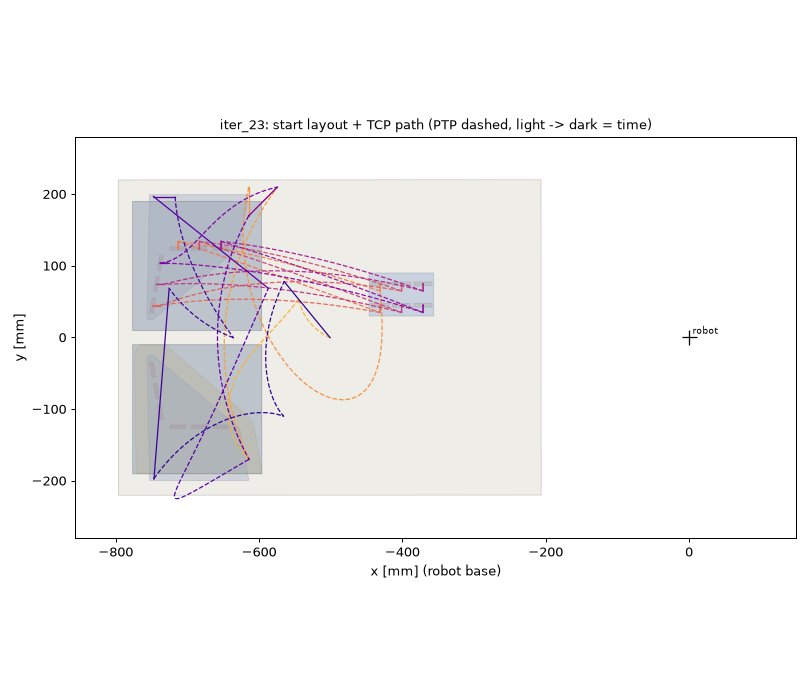 iter_23: start layout + TCP path (PTP dashed, light -> dark = time)
200
100
0
−100
−200
y [mm]
robot
−800
−600
−400
−200
0
x [mm] (robot base)